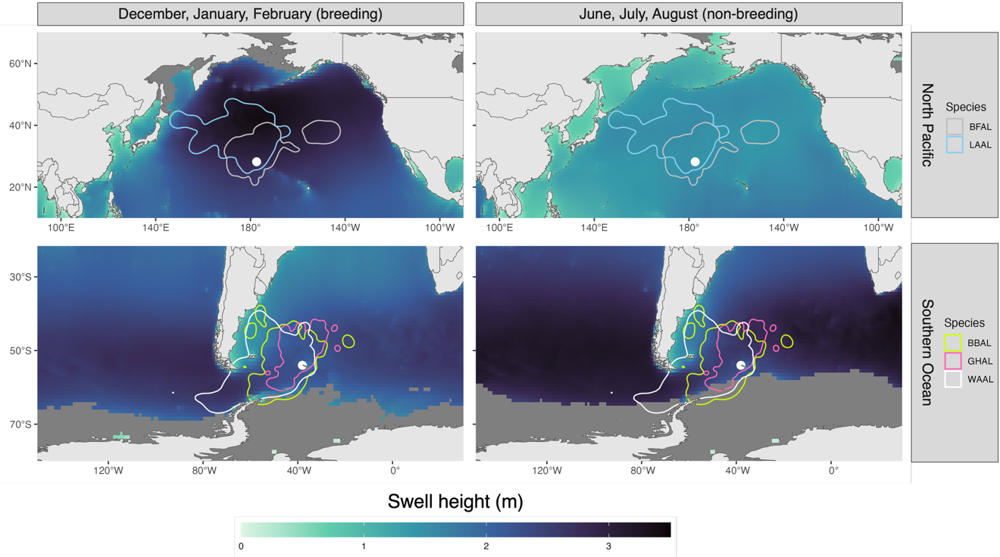 December, January, February (breeding)
June, July, August (non-breeding)
60°N
40°N
20°N
100°E
140°E
180°
140°W
100°W
100°E
140°E
180°
140°W
100°W
North Pacific
Species
BFAL
LAAL
30°S
50°S
70°S
120°W
80°W
40°W
0°
120°W
80°W
40°W
0°
Southern Ocean
Species
BBAL
GHAL
WAAL
Swell height (m)
0
1
2
3